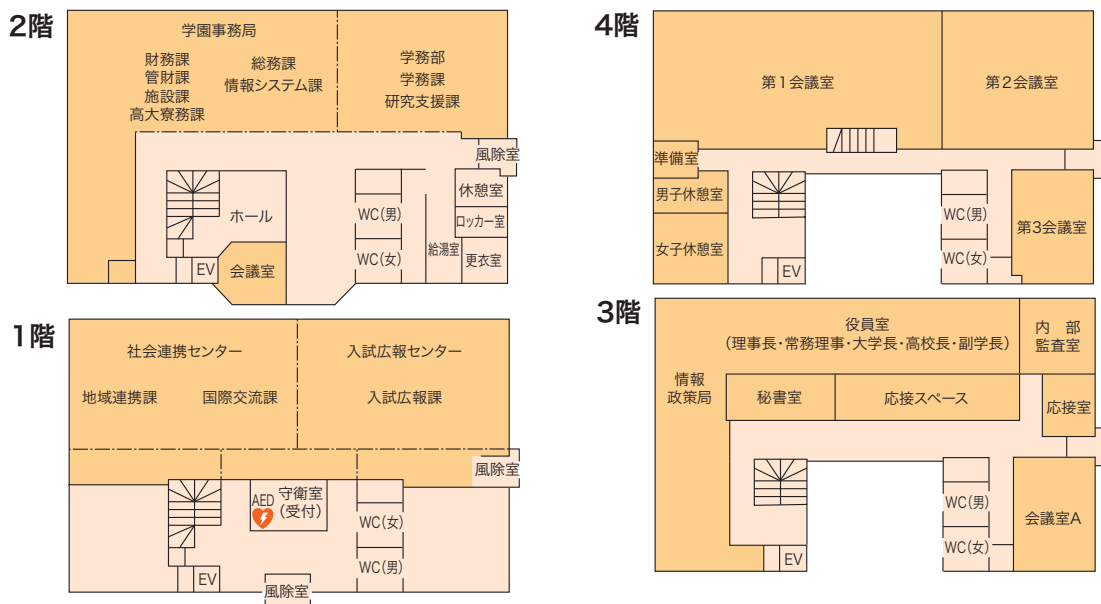 2階
学園事務局
財務課
管財課
施設課
高大寮務課
総務課
情報システム課
学務部
学務課
研究支援課
風除室
休憩室
ロッカー室
更衣室
給湯室
WC(男)
WC(女)
ホール
会議室
EV
1階
社会連携センター
地域連携課
国際交流課
入試広報センター
入試広報課
風除室
AED
守衛室
(受付)
WC(女)
WC(男)
EV
風除室
4階
第1会議室
第2会議室
準備室
男子休憩室
女子休憩室
EV
WC(男)
WC(女)
第3会議室
3階
役員室
(理事長・常務理事・大学長・高校長・副学長)
内 部
監査室
情報
政策局
秘書室
応接スペース
応接室
WC(男)
WC(女)
会議室A
EV